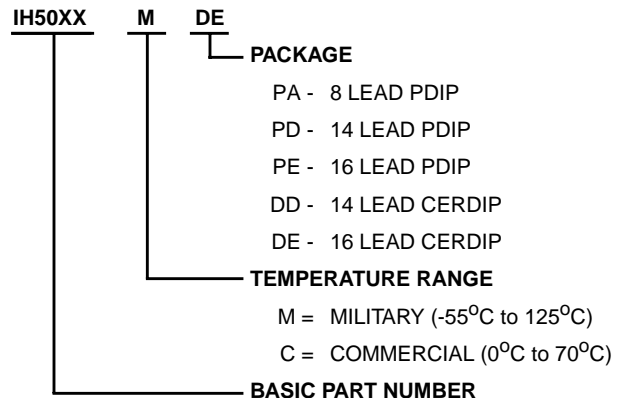 IH50XX M DE
PACKAGE
PA - 8 LEAD PDIP
PD - 14 LEAD PDIP
PE - 16 LEAD PDIP
DD - 14 LEAD CERDIP
DE - 16 LEAD CERDIP
TEMPERATURE RANGE
M = MILITARY (-55°C to 125°C)
C = COMMERCIAL (0°C to 70°C)
BASIC PART NUMBER